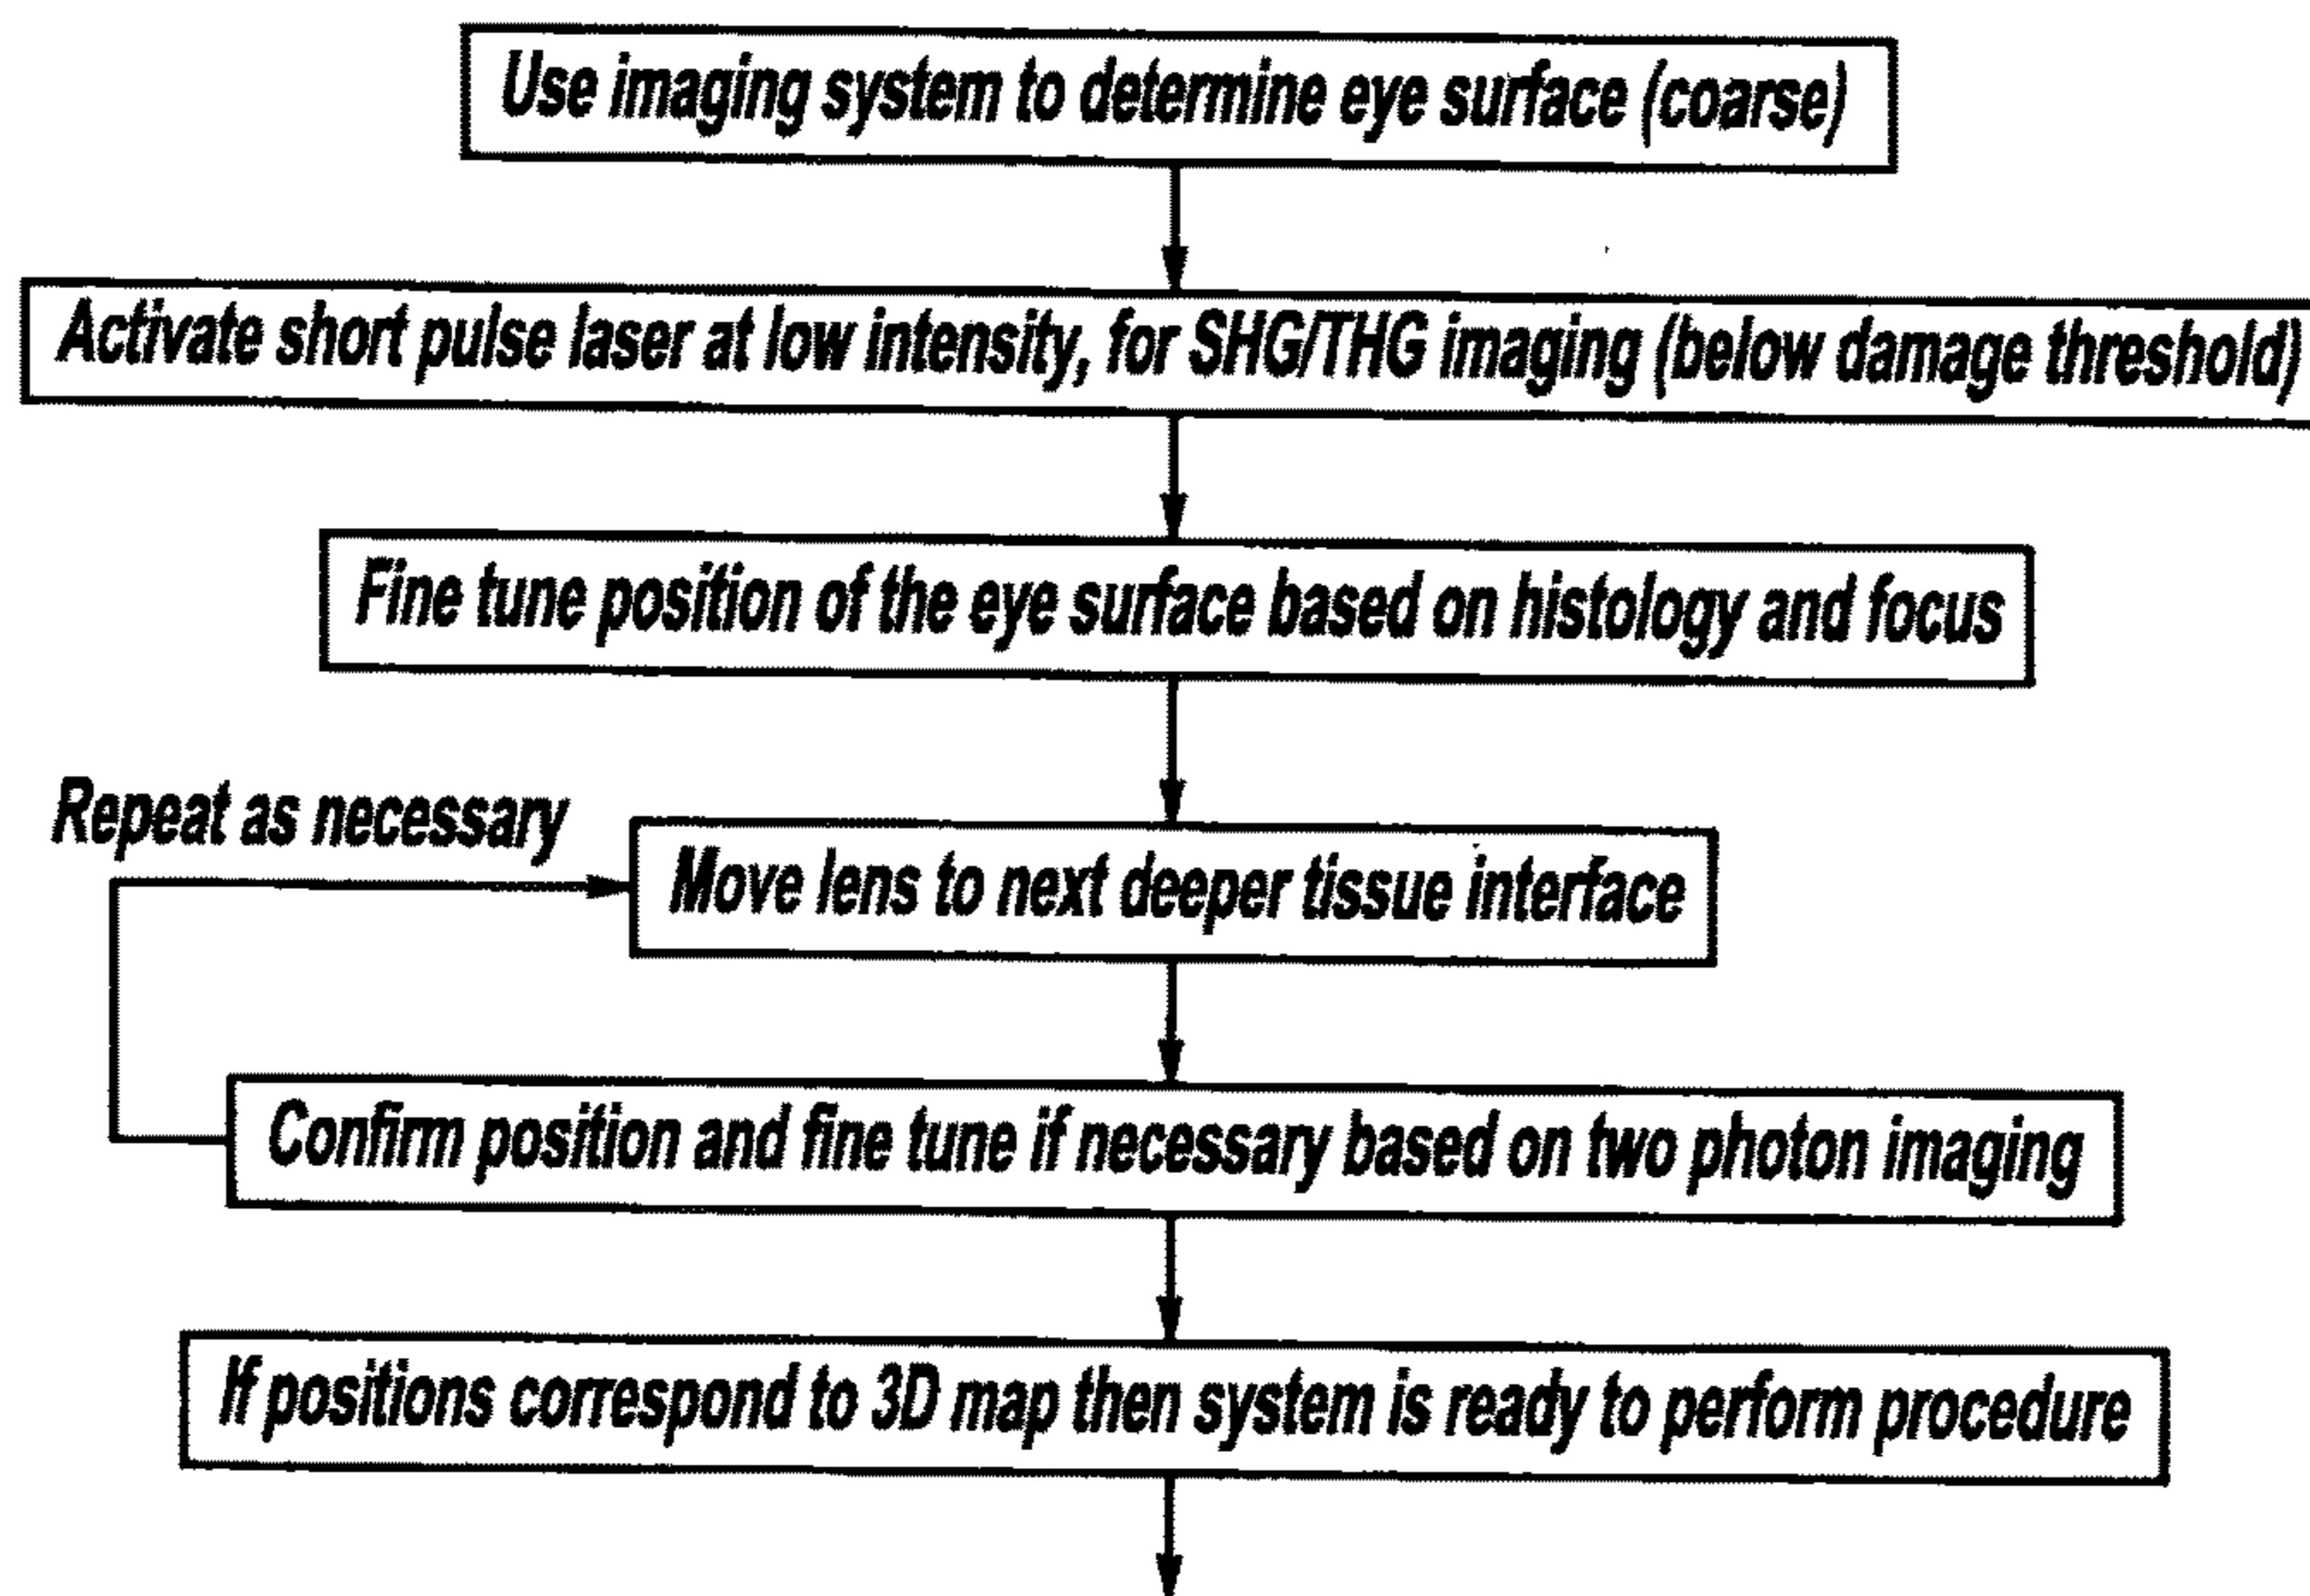 Use imaging system to determine eye surface (coarse)
Activate short pulse laser at low intensity, for SHG/THG imaging (below damage threshold)
Fine tune position of the eye surface based on histology and focus
Repeat as necessary
Move lens to next deeper tissue interface
Confirm position and fine tune if necessary based on two photon imaging
If positions correspond to 3D map then system is ready to perform procedure